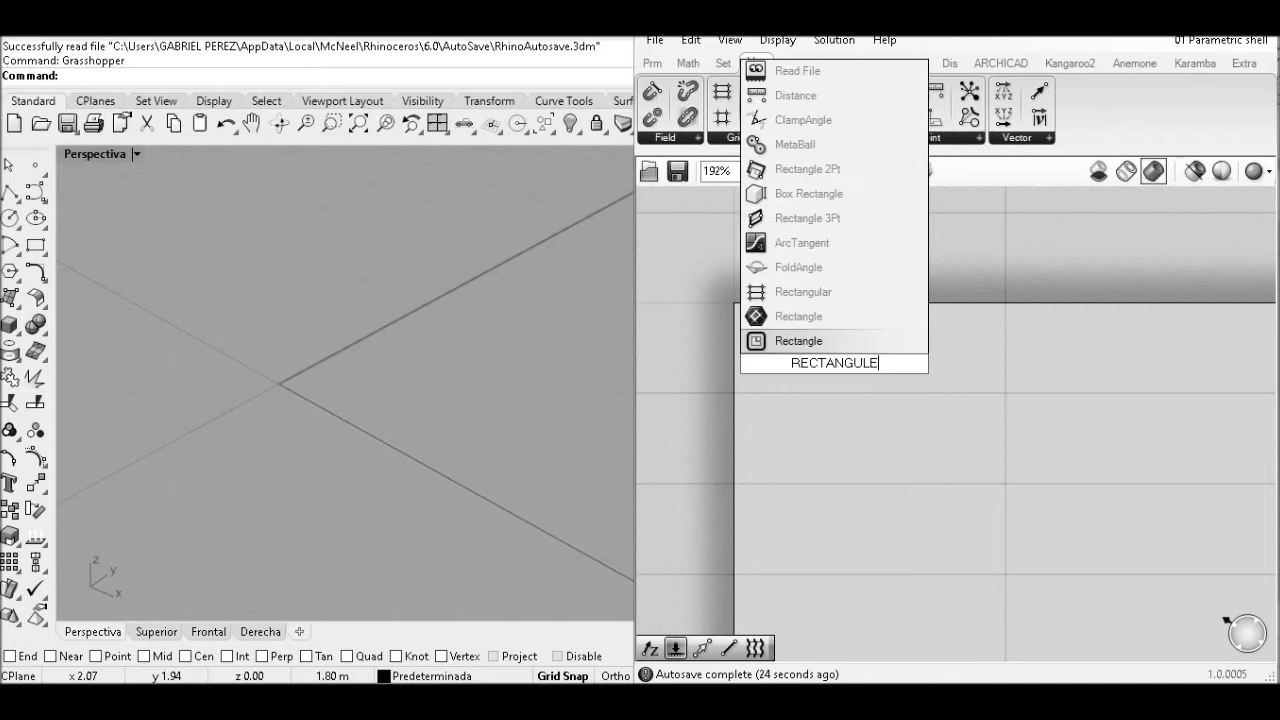 Successfully read file "C:\Users\GABRIEL PEREZ\AppData\Local\McNeel\Rhinoceros\6.0\AutoSave\RhinoAutosave.3dm"
Command: Grasshopper
Command:
Standard CPlanes Set View Display Select Viewport Layout Visibility Transform Curve Tools Surf
Perspectiva
z
y
x
Perspectiva Superior Frontal Derecha
End Near Point Mid Cen Int Perp Tan Quad Knot Vertex Project Disable
CPlane x 2.07 y 1.94 z 0.00 1.80 m Predeterminada Grid Snap Ortho
File Edit View Display Solution Help 01 Parametric shell
Prm Math Set Dis ARCHICAD Kangaroo2 Anemone Karamba Extra
Field Vector
192%
Read File
Distance
ClampAngle
MetaBall
Rectangle 2Pt
Box Rectangle
Rectangle 3Pt
ArcTangent
FoldAngle
Rectangular
Rectangle
Rectangle
RECTANGULE
Autosave complete (24 seconds ago) 1.0.0005